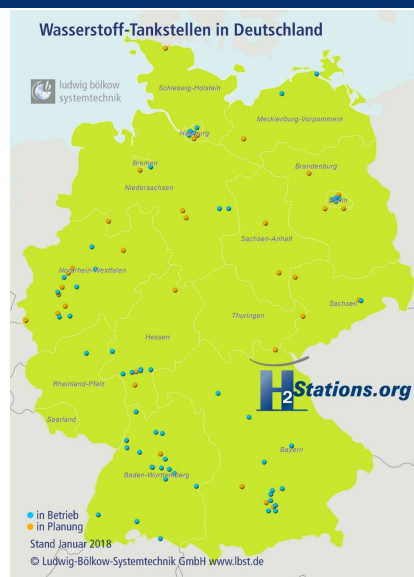 Wasserstoff-Tankstellen in Deutschland
ludwig bölkow
systemtechnik
Schleswig-Holstein
Mecklenburg-Vorpommern
Hamburg
Bremen
Brandenburg
Niedersachsen
Berlin
Sachsen-Anhalt
Nordrhein-Westfalen
Sachsen
Thüringen
Hessen
Rheinland-Pfalz
H2Stations.org
Saarland
Bayern
Baden-Württemberg
in Betrieb
in Planung
Stand Januar 2018
© Ludwig-Bölkow-Systemtechnik GmbH www.lbst.de